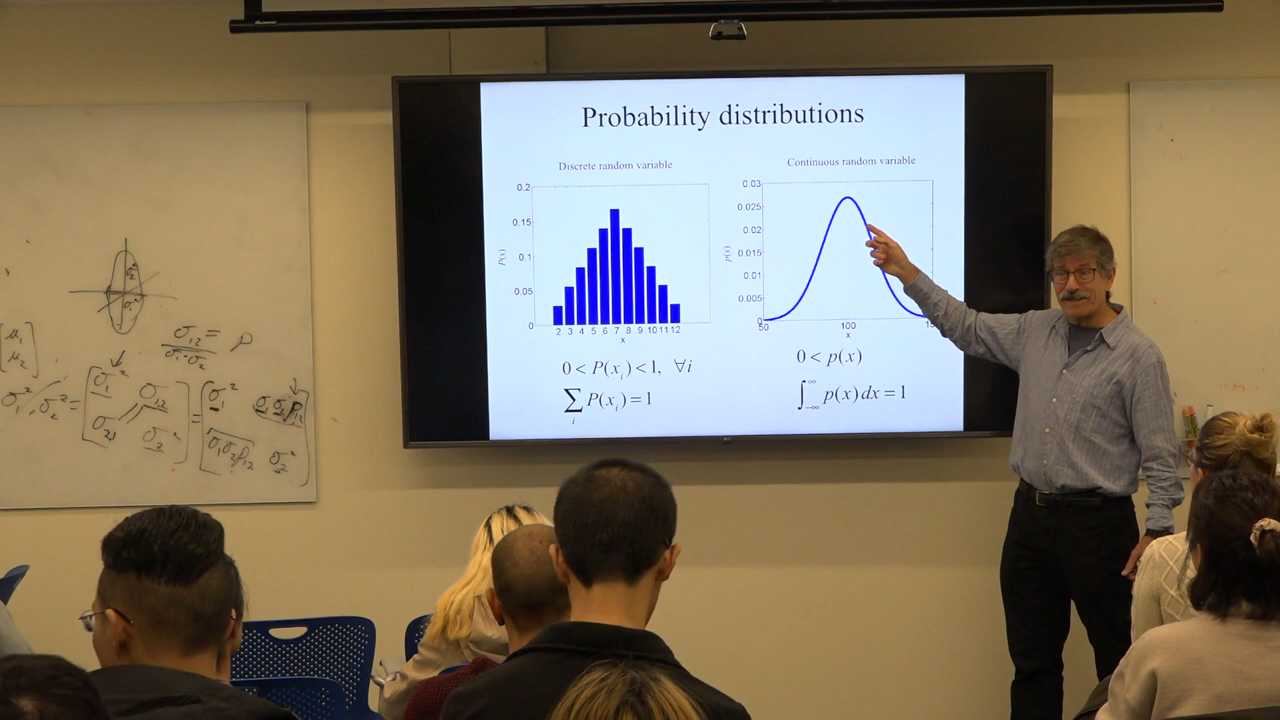 Probability distributions
Discrete random variable
Continuous random variable
0.2
0.15
0.1
0.05
0
P(x)
2 3 4 5 6 7 8 9 10 11 12
x
0.03
0.025
0.02
0.015
0.01
0.005
0
p(x)
50 100 15
x
0 < P(xᵢ) < 1, ∀i
∑ᵢ P(xᵢ) = 1
0 < p(x)
∫₋∞^∞ p(x) dx = 1
σ₂²
σ₁²
σ₁₂ / σ₁·σ₂ = ρ
[μ₁ μ₂]
σ₁², σ₂² = [σ₁² σ₁₂ σ₂₁ σ₂²] = [σ₁² σ₁σ₂ρ₁₂ σ₁σ₂ρ₁₂ σ₂²]